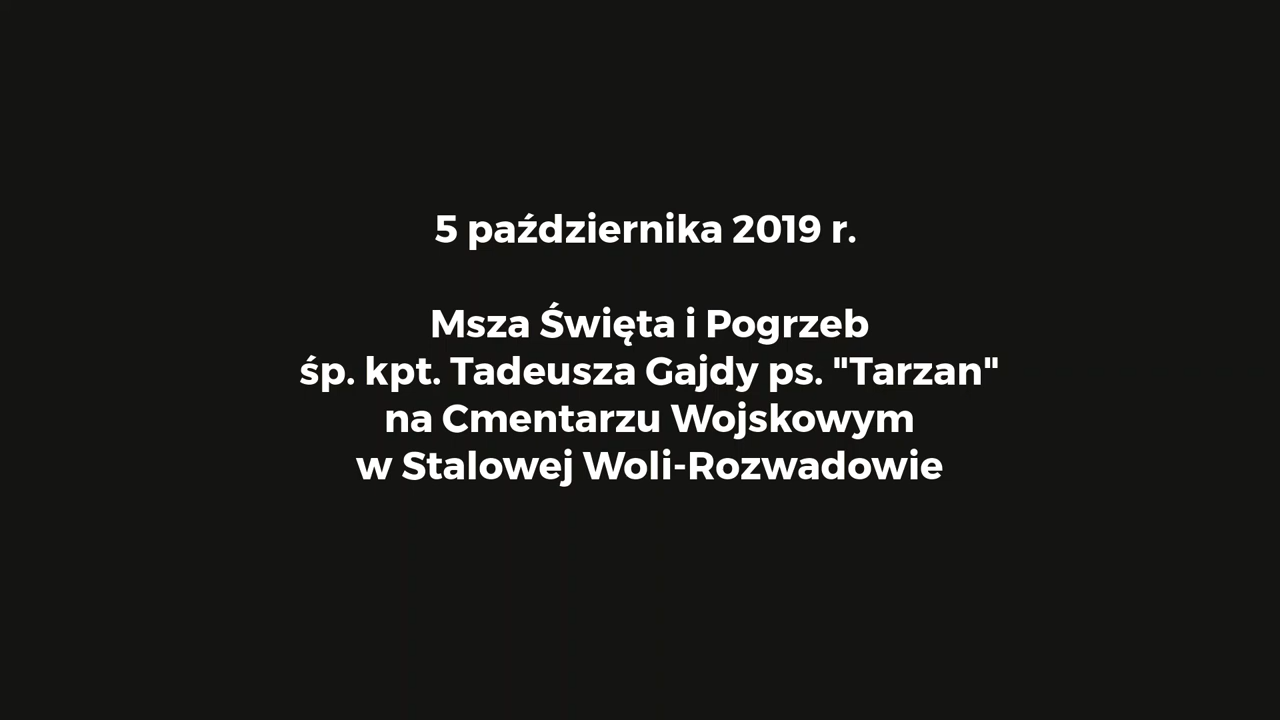 5 października 2019 r.
Msza Święta i Pogrzeb
śp. kpt. Tadeusza Gajdy ps. "Tarzan"
na Cmentarzu Wojskowym
w Stalowej Woli-Rozwadowie